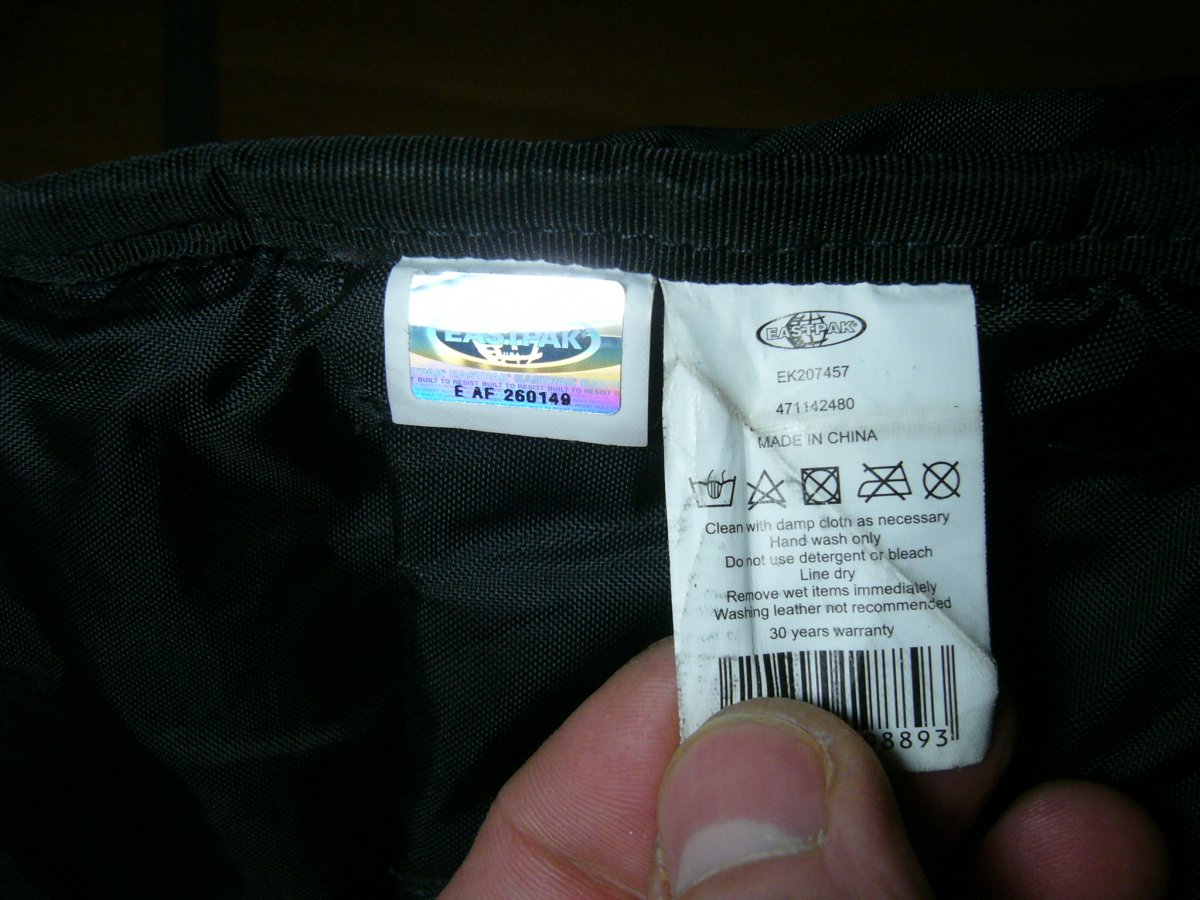 EASTPAK
BUILT TO RESIST BUILT TO RESIST BUILT TO RESIST
E AF 260149
EASTPAK®
EK207457
471142480
MADE IN CHINA
Clean with damp cloth as necessary
Hand wash only
Do not use detergent or bleach
Line dry
Remove wet items immediately
Washing leather not recommended
30 years warranty
8893